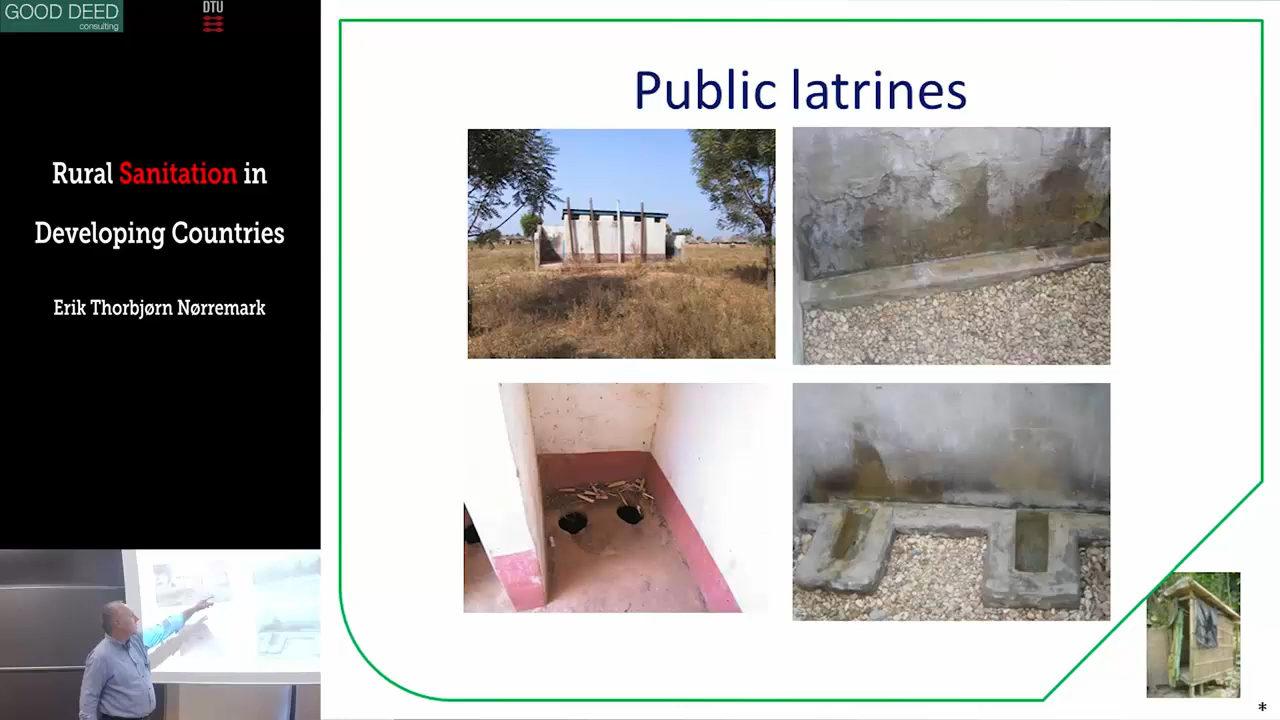 GOOD DEED
consulting
DTU
Rural Sanitation in
Developing Countries
Erik Thorbjørn Nørremark
Public latrines
*